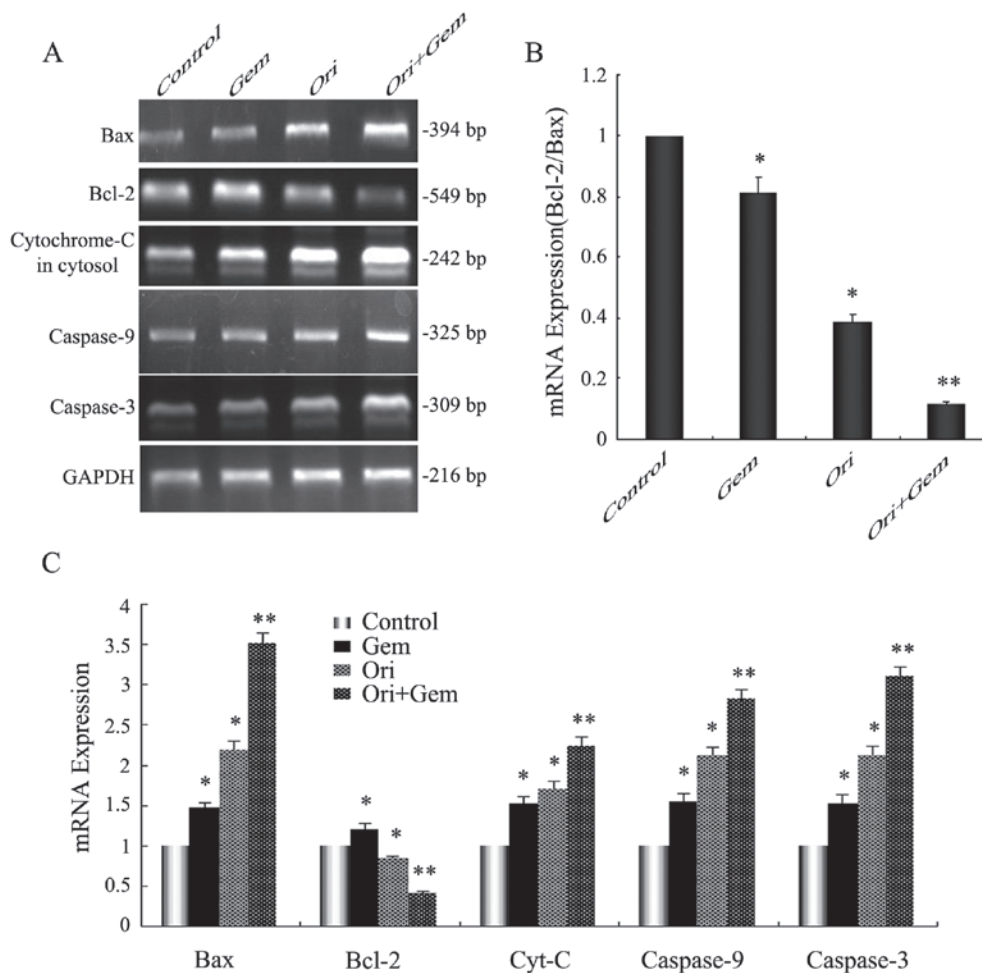 A
Control
Gem
Ori
Ori+Gem
Bax
-394 bp
Bcl-2
-549 bp
Cytochrome-C
in cytosol
-242 bp
Caspase-9
-325 bp
Caspase-3
-309 bp
GAPDH
-216 bp
B
mRNA Expression(Bcl-2/Bax)
1.2
1
0.8
0.6
0.4
0.2
0
*
*
**
Control
Gem
Ori
Ori+Gem
C
mRNA Expression
4
3.5
3
2.5
2
1.5
1
0.5
0
Control
Gem
Ori
Ori+Gem
* * **
* * **
* * **
* * **
* * **
Bax Bcl-2 Cyt-C Caspase-9 Caspase-3